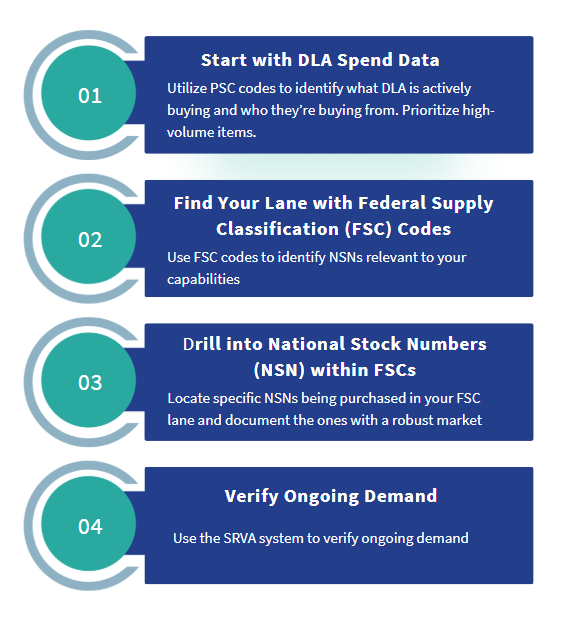 01
Start with DLA Spend Data
Utilize PSC codes to identify what DLA is actively
buying and who they’re buying from. Prioritize high-
volume items.
02
Find Your Lane with Federal Supply
Classification (FSC) Codes
Use FSC codes to identify NSNs relevant to your
capabilities
03
Drill into National Stock Numbers
(NSN) within FSCs
Locate specific NSNs being purchased in your FSC
lane and document the ones with a robust market
04
Verify Ongoing Demand
Use the SRVA system to verify ongoing demand